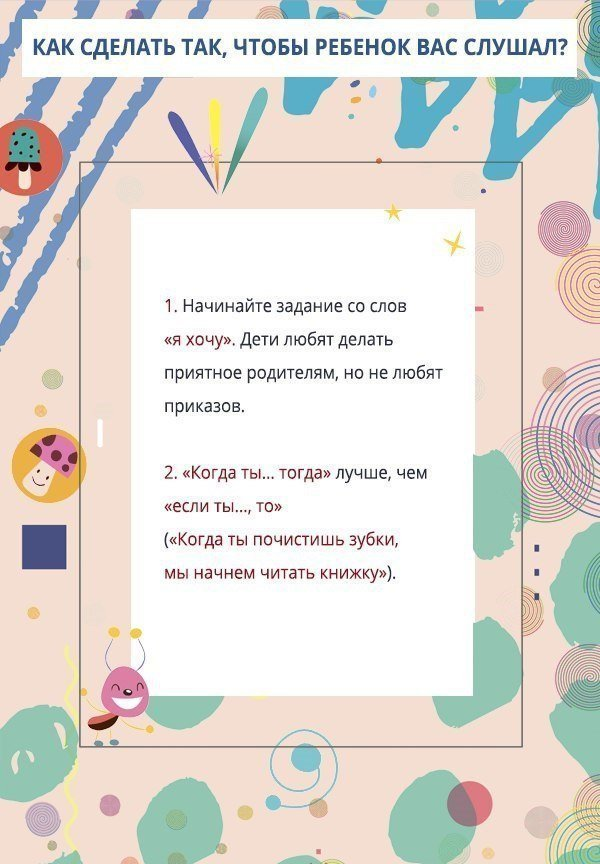 КАК СДЕЛАТЬ ТАК, ЧТОБЫ РЕБЕНОК ВАС СЛУШАЛ?
1. Начинайте задание со слов
«я хочу». Дети любят делать
приятное родителям, но не любят
приказов.
2. «Когда ты... тогда» лучше, чем
«если ты..., то»
(«Когда ты почистишь зубки,
мы начнем читать книжку»).